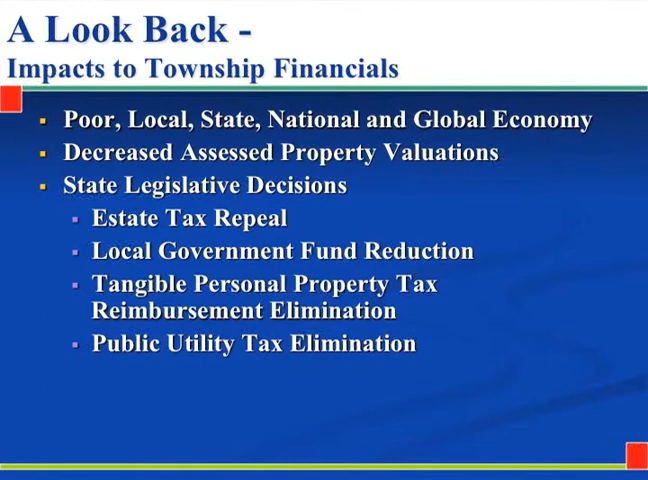 A Look Back -
Impacts to Township Financials
Poor, Local, State, National and Global Economy
Decreased Assessed Property Valuations
State Legislative Decisions
Estate Tax Repeal
Local Government Fund Reduction
Tangible Personal Property Tax
Reimbursement Elimination
Public Utility Tax Elimination